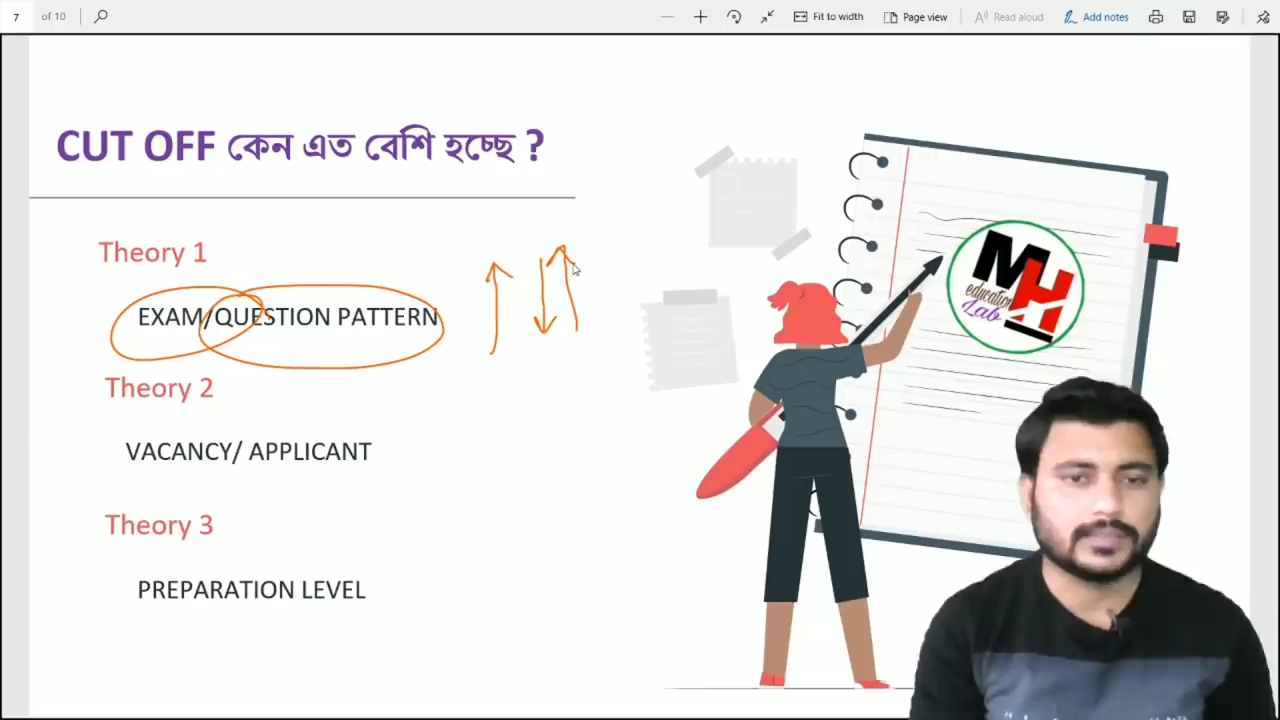 7 of 10
Fit to width
Page view
Read aloud
Add notes
CUT OFF কেন এত বেশি হচ্ছে ?
Theory 1
EXAM/QUESTION PATTERN
Theory 2
VACANCY/ APPLICANT
Theory 3
PREPARATION LEVEL
MH
education
Lab